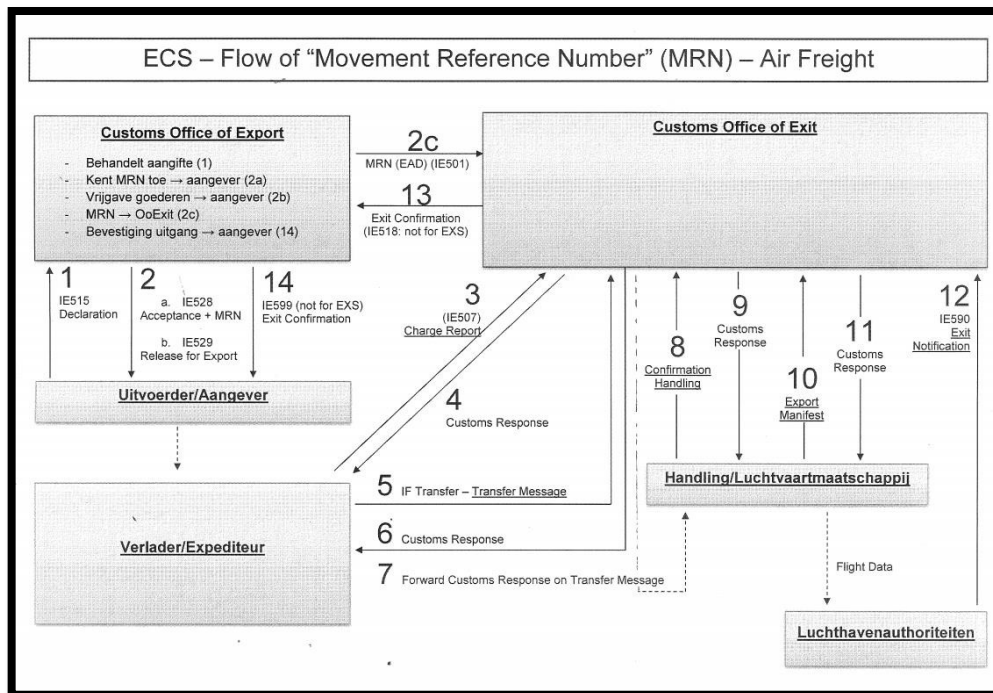 ECS – Flow of “Movement Reference Number” (MRN) – Air Freight
Customs Office of Export
- Behandelt aangifte (1)
- Kent MRN toe → aangever (2a)
- Vrijgave goederen → aangever (2b)
- MRN → OoExit (2c)
- Bevestiging uitgang → aangever (14)
2c
MRN (EAD) (IE501)
13
Exit Confirmation
(IE518: not for EXS)
Customs Office of Exit
1
IE515
Declaration
2
a. IE528
Acceptance + MRN
b. IE529
Release for Export
14
IE599 (not for EXS)
Exit Confirmation
3
(IE507)
Charge Report
4
Customs Response
8
Confirmation
Handling
9
Customs
Response
10
Export
Manifest
11
Customs
Response
12
IE590
Exit
Notification
Uitvoerder/Aangever
Verlader/Expediteur
5 IF Transfer – Transfer Message
6 Customs Response
7 Forward Customs Response on Transfer Message
Handling/Luchtvaartmaatschappij
Flight Data
Luchthavenauthoriteiten